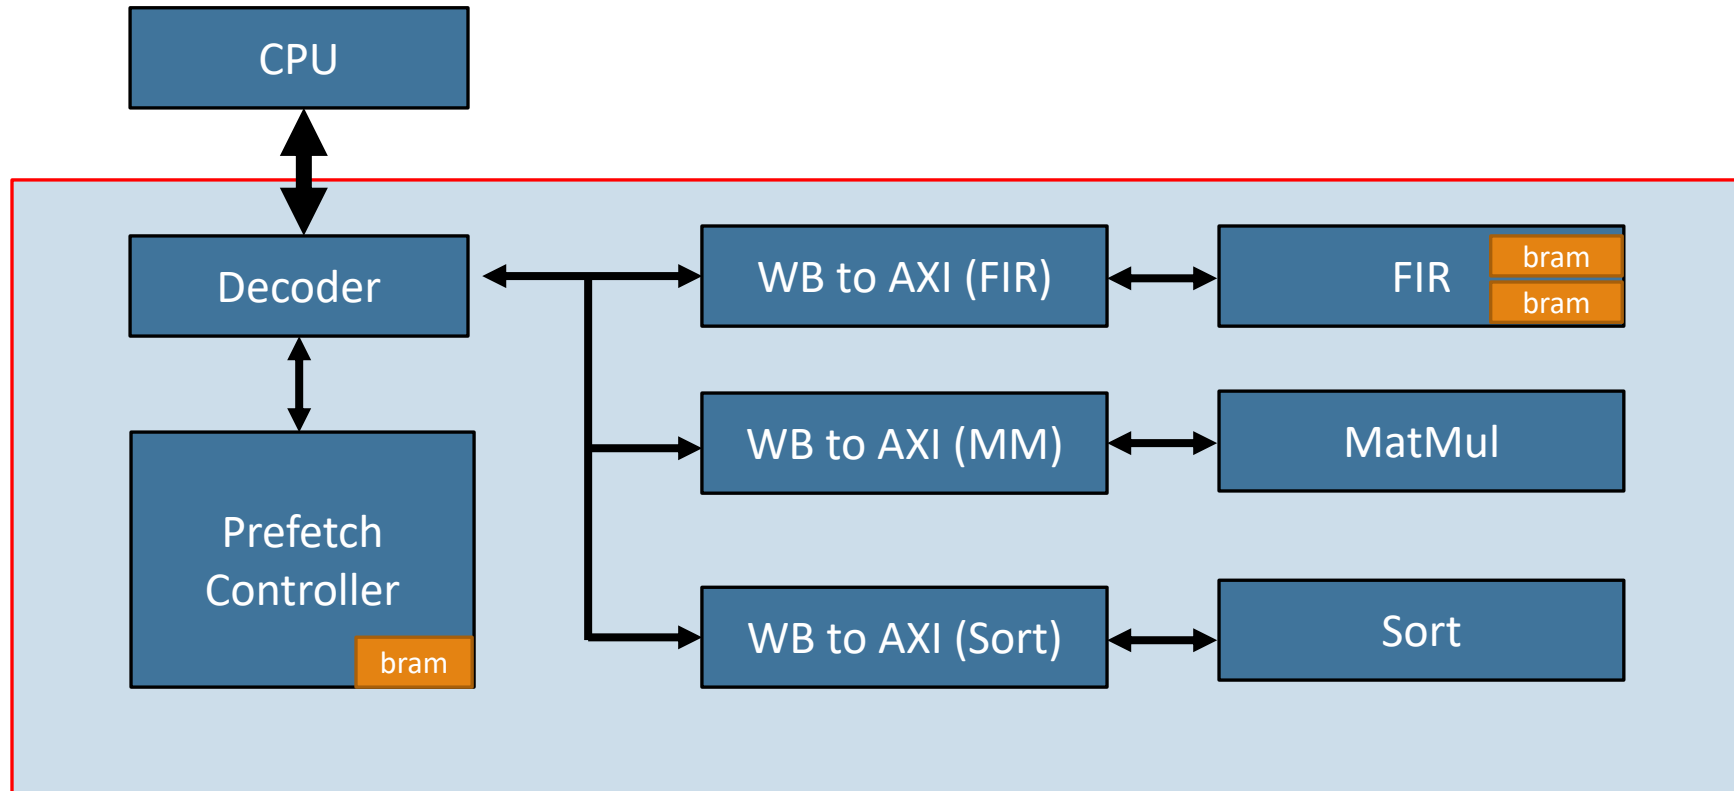 CPU
Decoder
WB to AXI (FIR)
FIR
bram
bram
WB to AXI (MM)
MatMul
Prefetch
Controller
bram
WB to AXI (Sort)
Sort